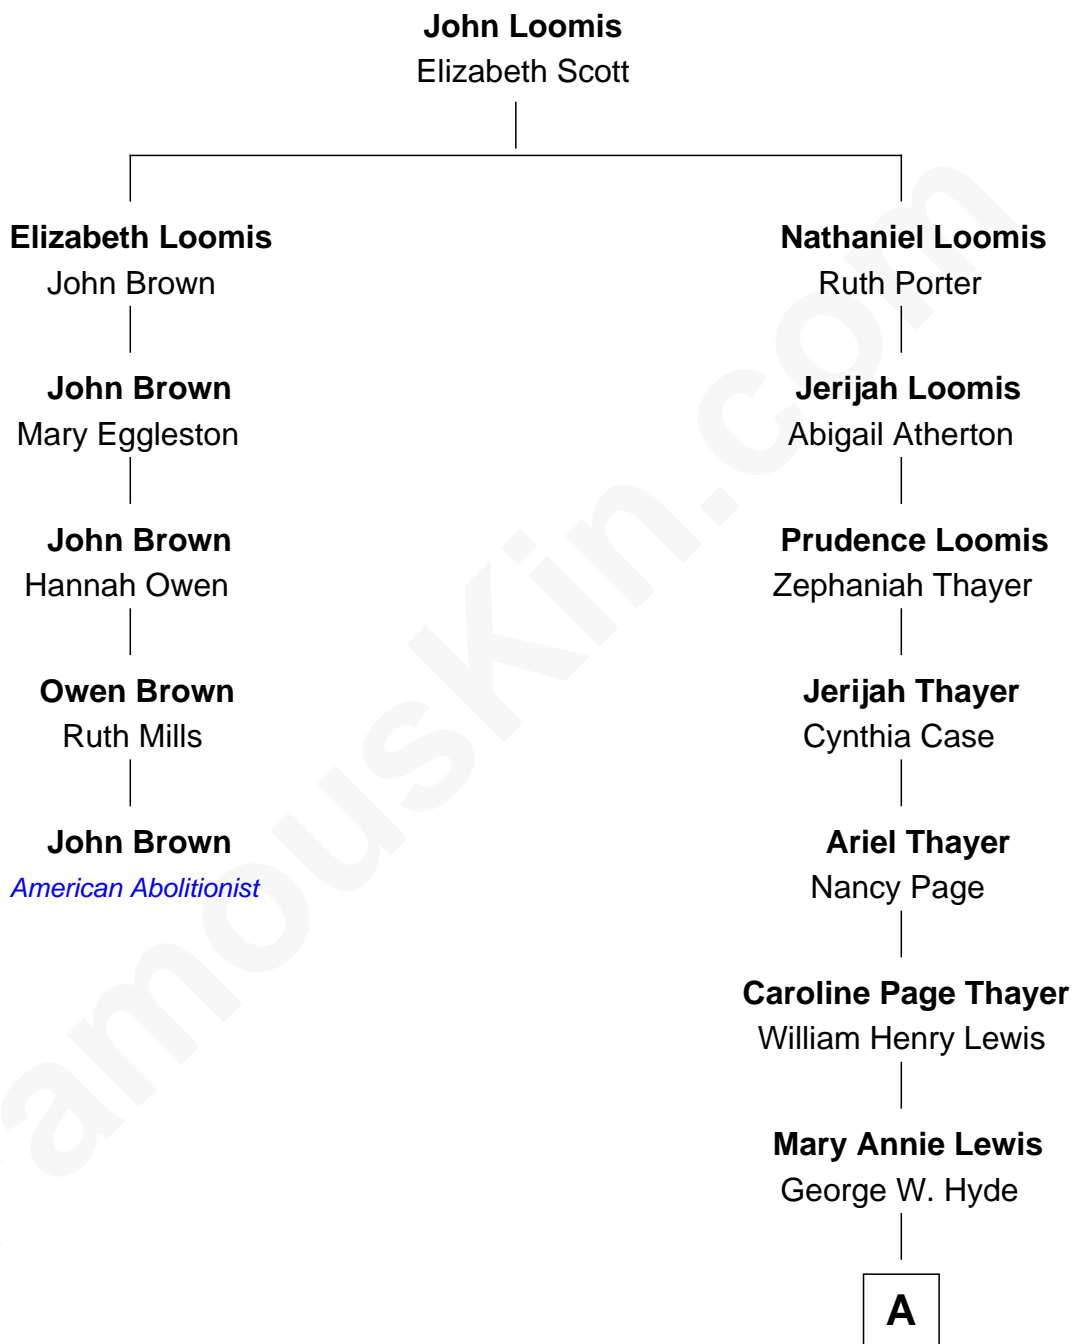 John Loomis
Elizabeth Scott
Elizabeth Loomis
John Brown
John Brown
Mary Eggleston
John Brown
Hannah Owen
Owen Brown
Ruth Mills
John Brown
American Abolitionist
Nathaniel Loomis
Ruth Porter
Jerijah Loomis
Abigail Atherton
Prudence Loomis
Zephaniah Thayer
Jerijah Thayer
Cynthia Case
Ariel Thayer
Nancy Page
Caroline Page Thayer
William Henry Lewis
Mary Annie Lewis
George W. Hyde
A
amousKin.com